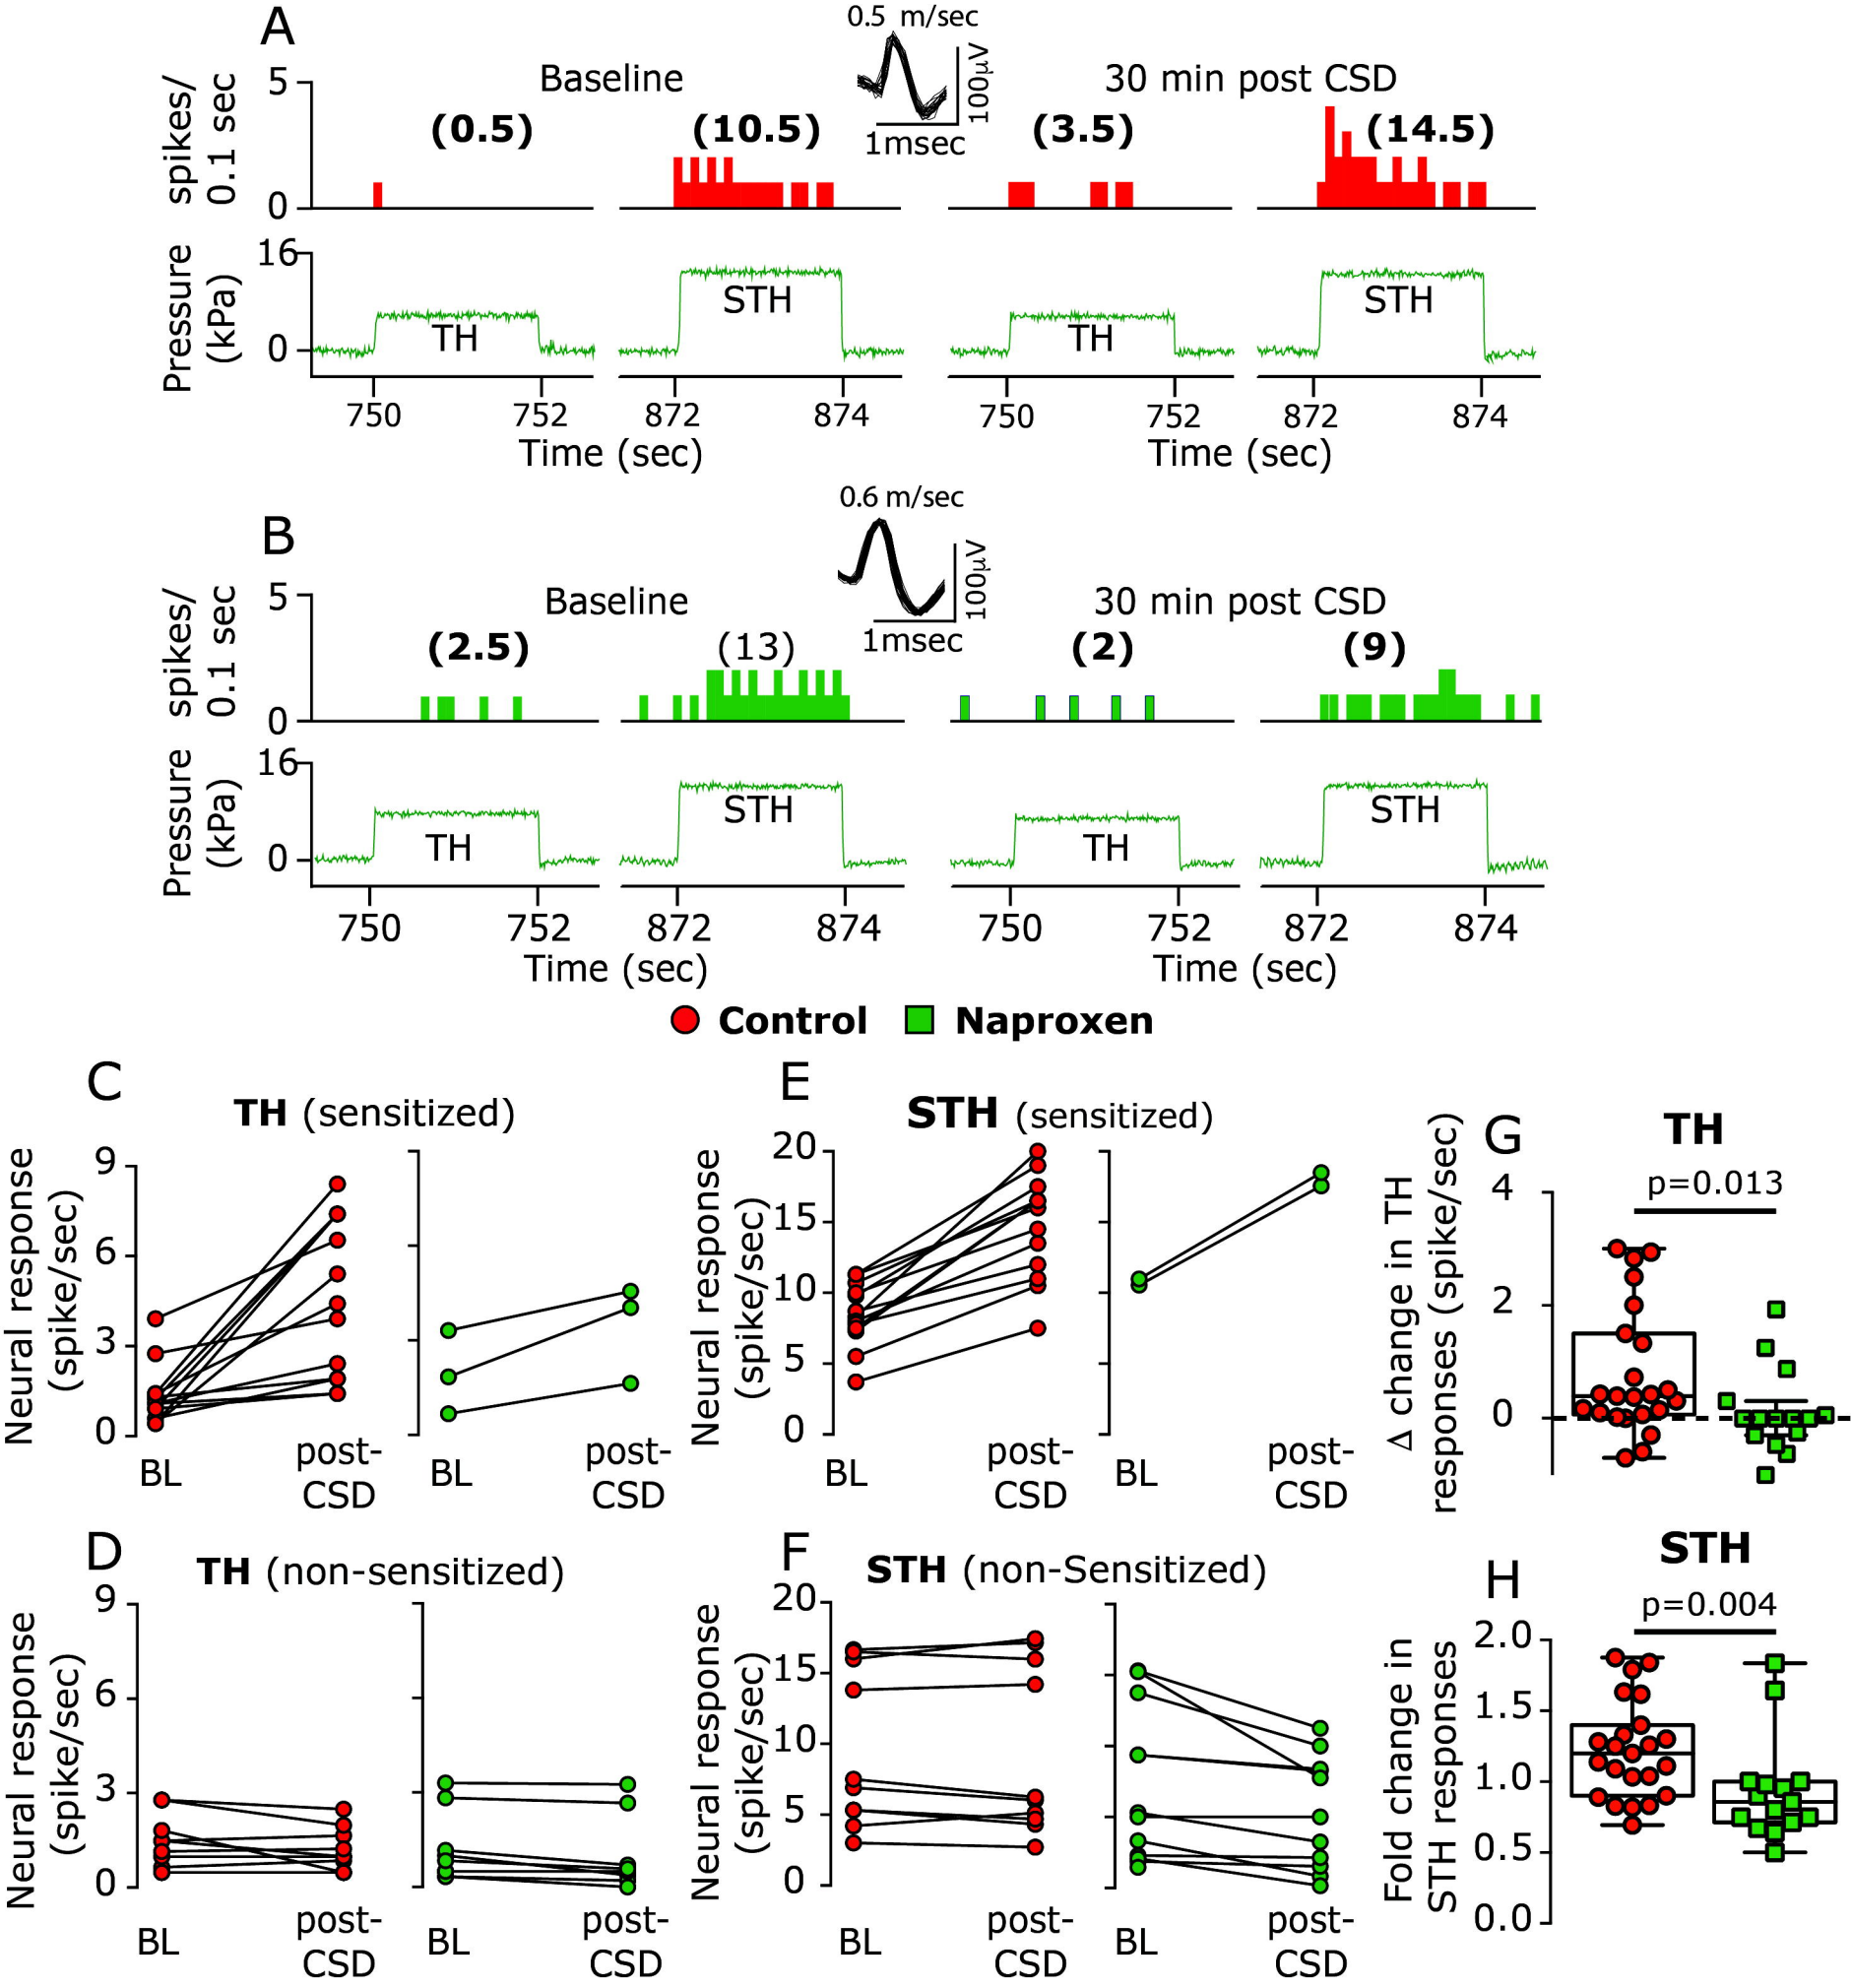 A
0.5 m/sec
100µV
1msec
Baseline
30 min post CSD
spikes/
0.1 sec
5
0
(0.5)
(10.5)
(3.5)
(14.5)
Pressure
(kPa)
16
0
TH
STH
TH
STH
750
752
872
874
750
752
872
874
Time (sec)
Time (sec)
B
0.6 m/sec
100µV
1msec
Baseline
30 min post CSD
spikes/
0.1 sec
5
0
(2.5)
(13)
(2)
(9)
Pressure
(kPa)
16
0
TH
STH
TH
STH
750
752
872
874
750
752
872
874
Time (sec)
Time (sec)
Control
Naproxen
C
TH (sensitized)
Neural response
(spike/sec)
9
6
3
0
BL
post-
CSD
BL
post-
CSD
E
STH (sensitized)
Neural response
(spike/sec)
20
15
10
5
0
BL
post-
CSD
BL
post-
CSD
G
TH
p=0.013
Δ change in TH
responses (spike/sec)
4
2
0
D
TH (non-sensitized)
Neural response
(spike/sec)
9
6
3
0
BL
post-
CSD
BL
post-
CSD
F
STH (non-Sensitized)
Neural response
(spike/sec)
20
15
10
5
0
BL
post-
CSD
BL
post-
CSD
H
STH
p=0.004
Fold change in
STH responses
2.0
1.5
1.0
0.5
0.0